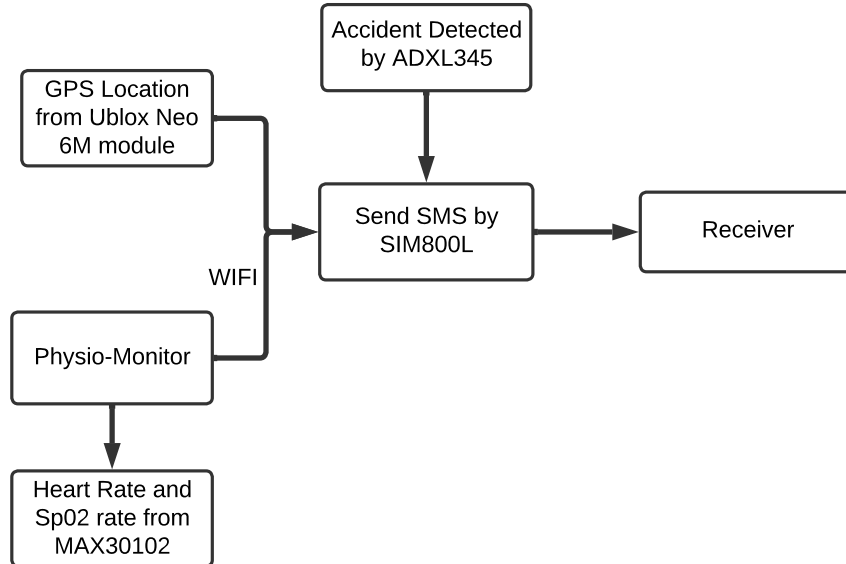 Accident Detected
by ADXL345
GPS Location
from Ublox Neo
6M module
Send SMS by
SIM800L
Receiver
WIFI
Physio-Monitor
Heart Rate and
Sp02 rate from
MAX30102